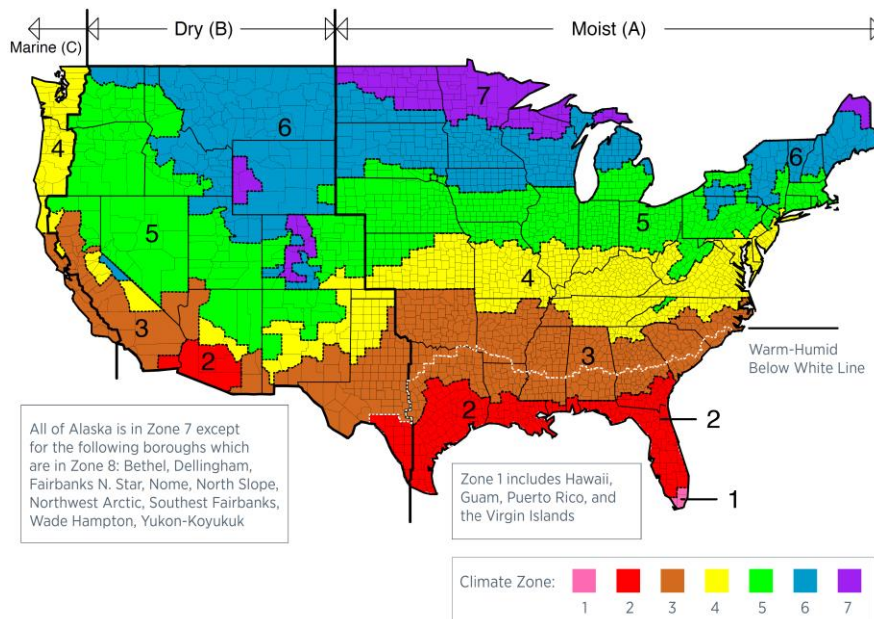 Marine (C)
Dry (B)
Moist (A)
7
6
4
6
5
5
4
3
3
2
2
2
1
Warm-Humid
Below White Line
All of Alaska is in Zone 7 except
for the following boroughs which
are in Zone 8: Bethel, Dellingham,
Fairbanks N. Star, Nome, North Slope,
Northwest Arctic, Southest Fairbanks,
Wade Hampton, Yukon-Koyukuk
Zone 1 includes Hawaii,
Guam, Puerto Rico, and
the Virgin Islands
Climate Zone:
1 2 3 4 5 6 7